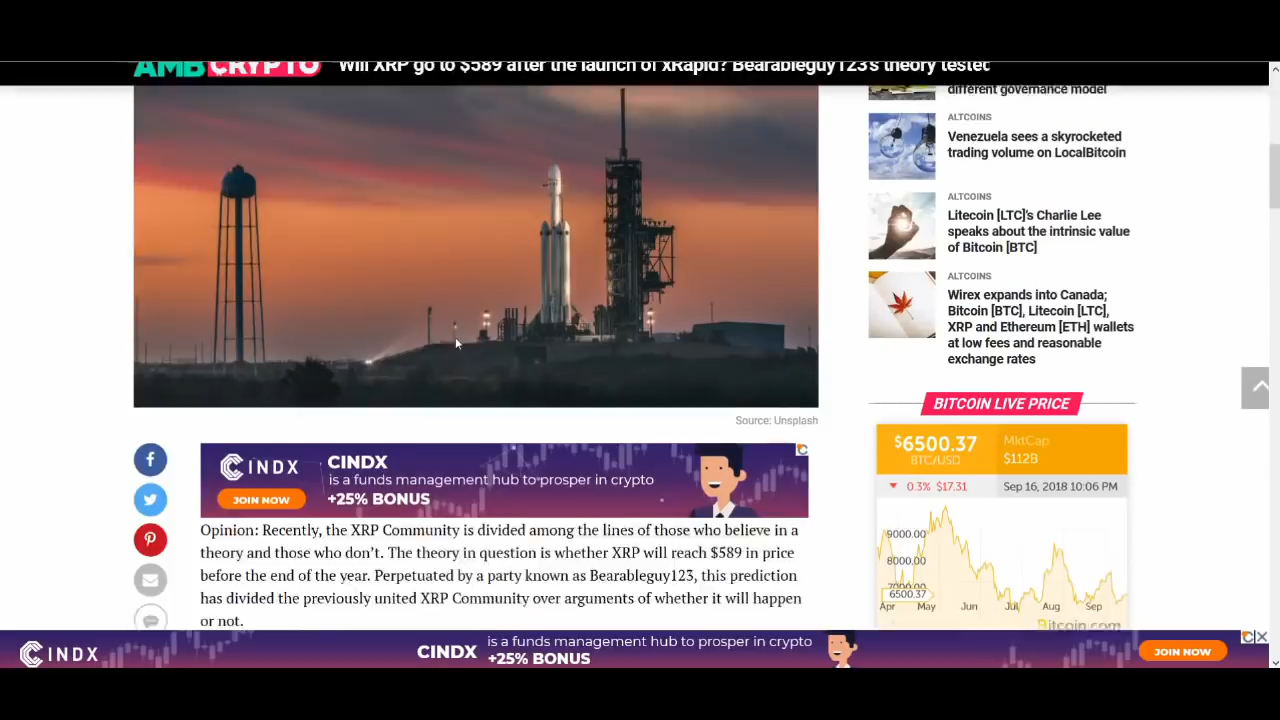 AMBCRYPTO
Will XRP go to $589 after the launch of xRapid? Bearableguy123's theory tested
different governance model
ALTCOINS
Venezuela sees a skyrocketed
trading volume on LocalBitcoin
ALTCOINS
Litecoin [LTC]'s Charlie Lee
speaks about the intrinsic value
of Bitcoin [BTC]
ALTCOINS
Wirex expands into Canada;
Bitcoin [BTC], Litecoin [LTC],
XRP and Ethereum [ETH] wallets
at low fees and reasonable
exchange rates
Source: Unsplash
CINDX
CINDX
is a funds management hub to prosper in crypto
+25% BONUS
JOIN NOW
Opinion: Recently, the XRP Community is divided among the lines of those who believe in a
theory and those who don't. The theory in question is whether XRP will reach $589 in price
before the end of the year. Perpetuated by a party known as Bearableguy123, this prediction
has divided the previously united XRP Community over arguments of whether it will happen
or not.
BITCOIN LIVE PRICE
$6500.37
BTC/USD
MktCap
$112B
0.3% $17.31
Sep 16, 2018 10:06 PM
9000.00
8000.00
7000.00
6500.37
Apr May Jun Jul Aug Sep
Bitcoin.com
CINDX
CINDX
is a funds management hub to prosper in crypto
+25% BONUS
JOIN NOW